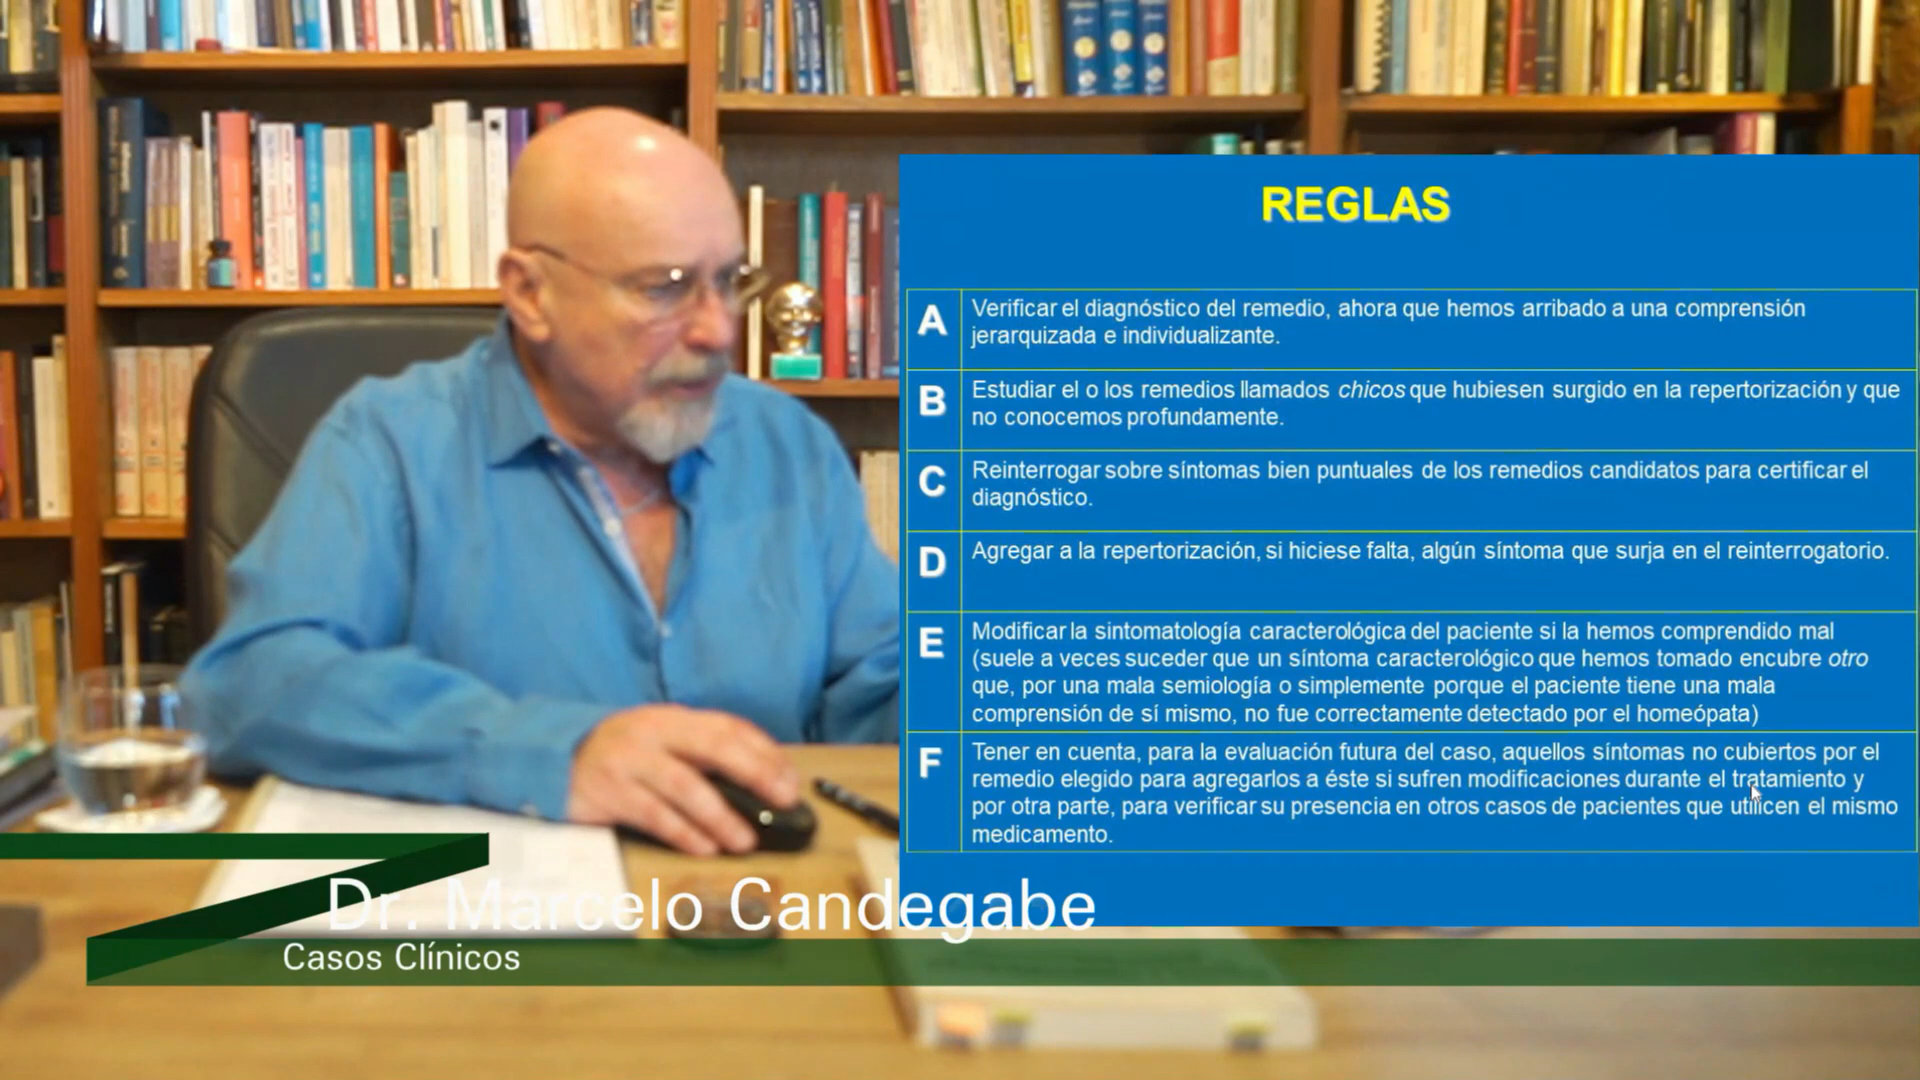 REGLAS
A
Verificar el diagnóstico del remedio, ahora que hemos arribado a una comprensión
jerarquizada e individualizante.
B
Estudiar el o los remedios llamados chicos que hubiesen surgido en la repertorización y que
no conocemos profundamente.
C
Reinterrogar sobre síntomas bien puntuales de los remedios candidatos para certificar el
diagnóstico.
D
Agregar a la repertorización, si hiciese falta, algún síntoma que surja en el reinterrogatorio.
E
Modificar la sintomatología caracterológica del paciente si la hemos comprendido mal
(suele a veces suceder que un síntoma caracterológico que hemos tomado encubre otro
que, por una mala semiología o simplemente porque el paciente tiene una mala
comprensión de sí mismo, no fue correctamente detectado por el homeópata)
F
Tener en cuenta, para la evaluación futura del caso, aquellos síntomas no cubiertos por el
remedio elegido para agregarlos a éste si sufren modificaciones durante el tratamiento y
por otra parte, para verificar su presencia en otros casos de pacientes que utilicen el mismo
medicamento.
Dr. Marcelo Candegabe
Casos Clínicos